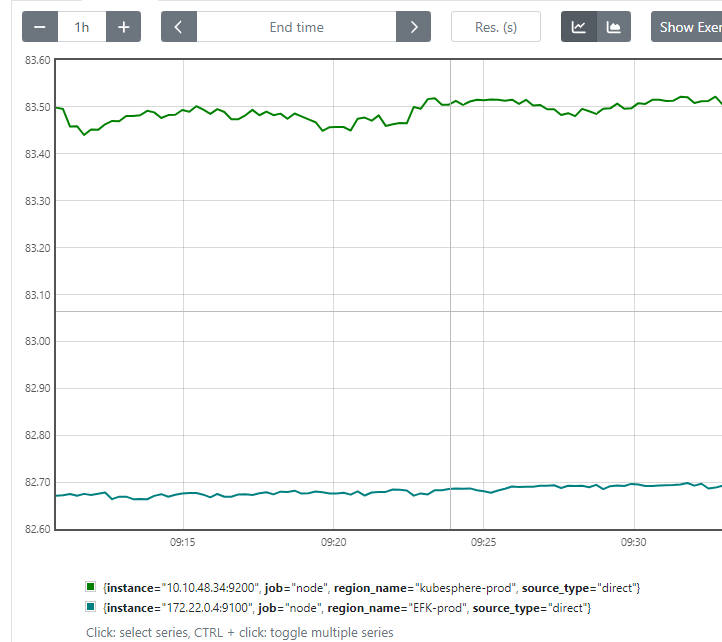 − 1h + < End time > Res. (s) Show Exer
83.60
83.50
83.40
83.30
83.20
83.10
83.00
82.90
82.80
82.70
82.60
09:15 09:20 09:25 09:30
{instance="10.10.48.34:9200", job="node", region_name="kubesphere-prod", source_type="direct"}
{instance="172.22.0.4:9100", job="node", region_name="EFK-prod", source_type="direct"}
Click: select series, CTRL + click: toggle multiple series